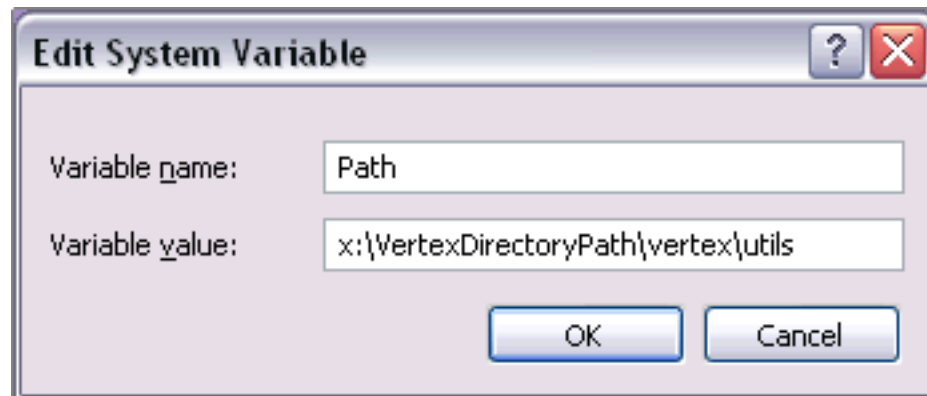 Edit System Variable ?
Variable name: Path
Variable value: x:\VertexDirectoryPath\vertex\utils
OK Cancel